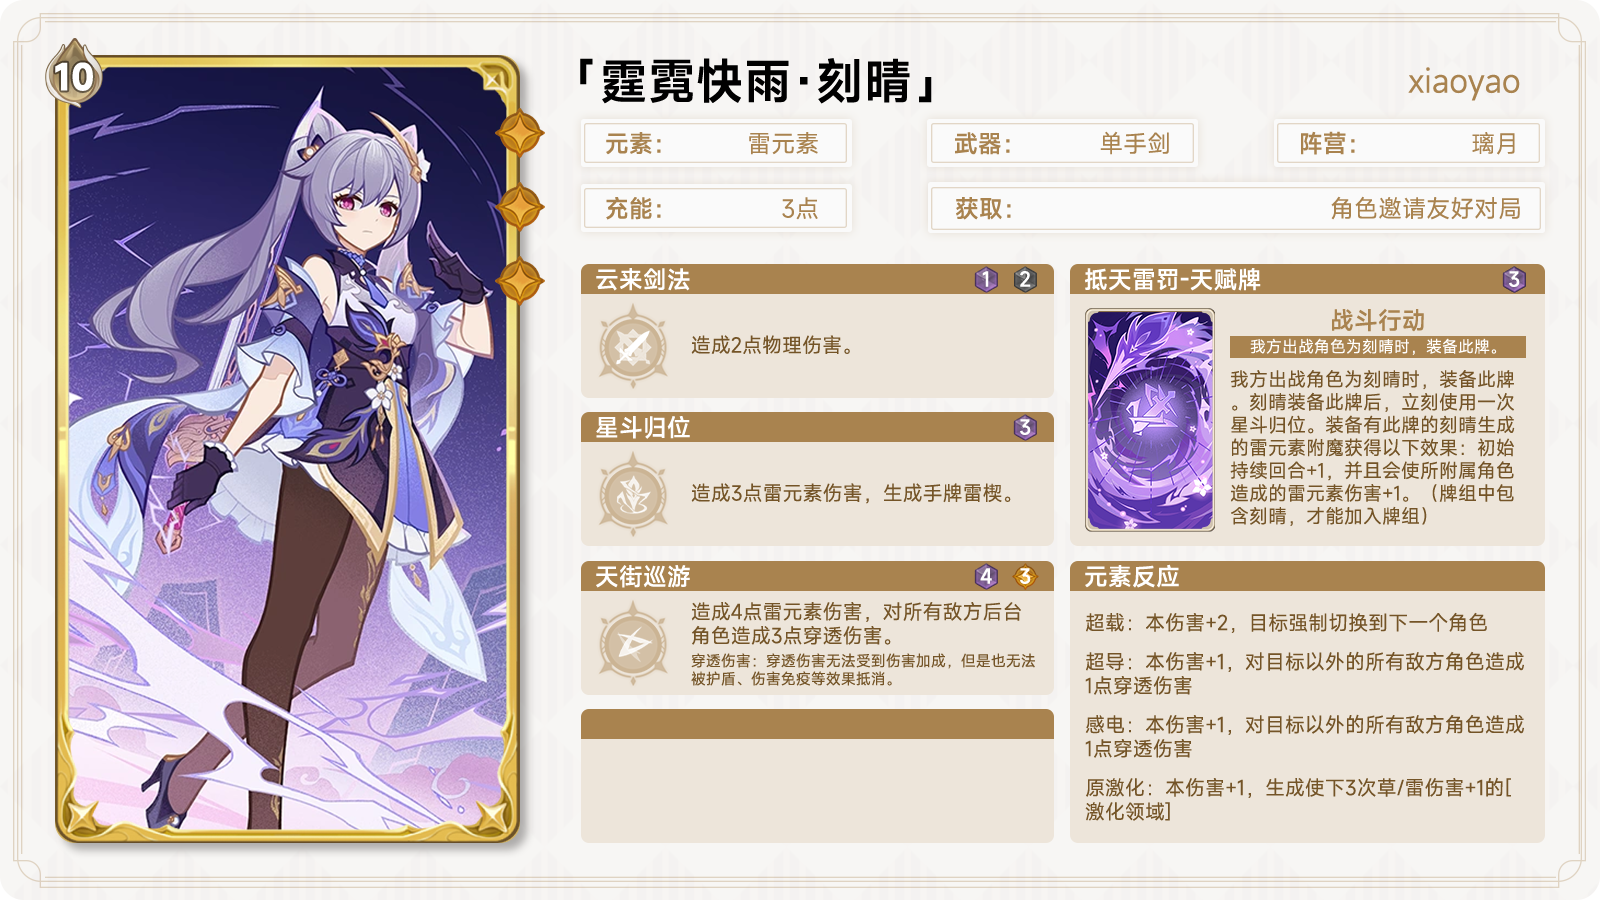 10
「霆霓快雨·刻晴」
xiaoyao
元素: 雷元素
武器: 单手剑
阵营: 璃月
充能: 3点
获取: 角色邀请友好对局
云来剑法 1 2
造成2点物理伤害。
星斗归位 3
造成3点雷元素伤害，生成手牌雷楔。
天街巡游 4 3
造成4点雷元素伤害，对所有敌方后台
角色造成3点穿透伤害。
穿透伤害：穿透伤害无法受到伤害加成，但是也无法
被护盾、伤害免疫等效果抵消。
抵天雷罚-天赋牌 3
战斗行动
我方出战角色为刻晴时，装备此牌。
我方出战角色为刻晴时，装备此牌
。刻晴装备此牌后，立刻使用一次
星斗归位。装备有此牌的刻晴生成
的雷元素附魔获得以下效果：初始
持续回合+1，并且会使所附属角色
造成的雷元素伤害+1。（牌组中包
含刻晴，才能加入牌组）
元素反应
超载：本伤害+2，目标强制切换到下一个角色
超导：本伤害+1，对目标以外的所有敌方角色造成
1点穿透伤害
感电：本伤害+1，对目标以外的所有敌方角色造成
1点穿透伤害
原激化：本伤害+1，生成使下3次草/雷伤害+1的[
激化领域]